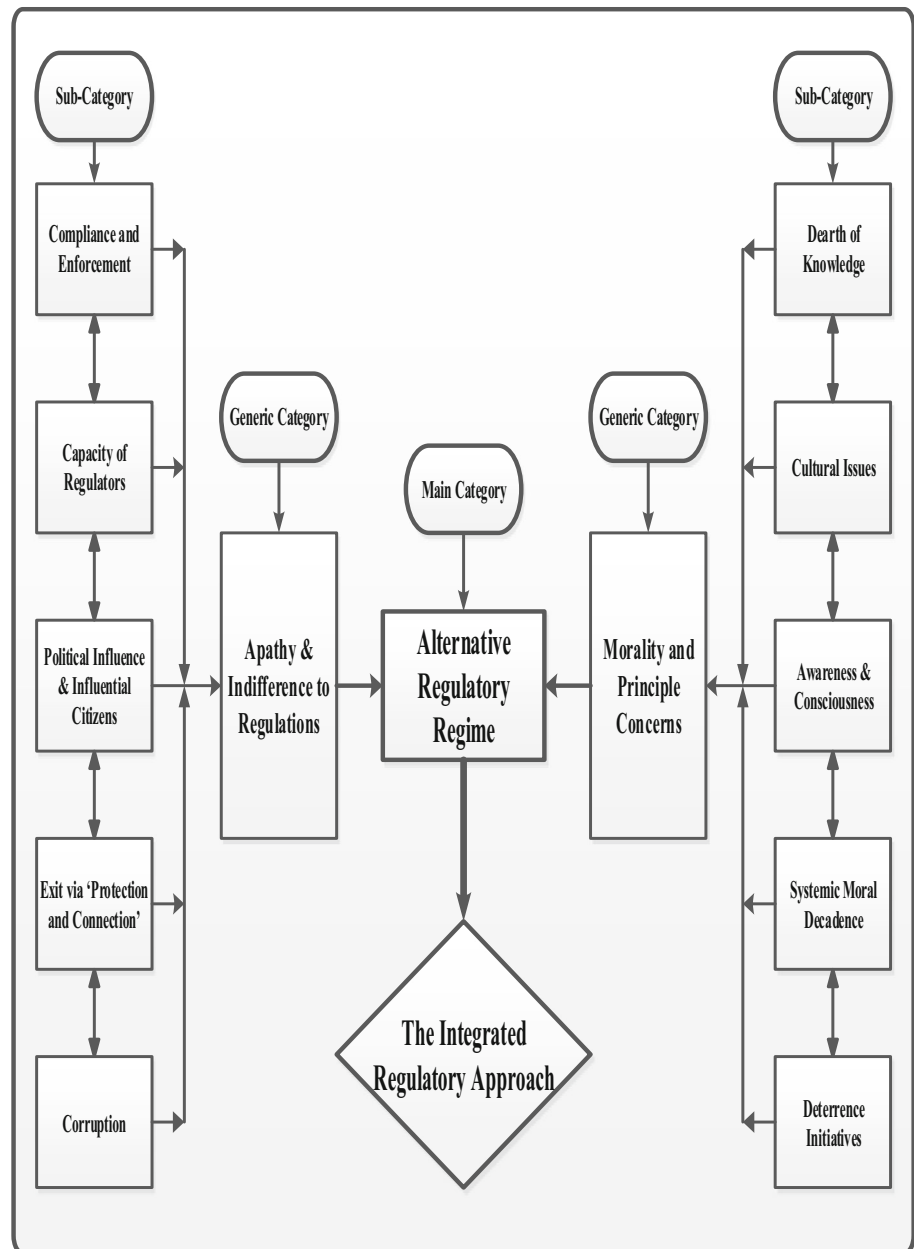 Sub-Category
Compliance and
Enforcement
Capacity of
Regulators
Political Influence
& Influential
Citizens
Exit via ‘Protection
and Connection’
Corruption
Generic Category
Apathy &
Indifference to
Regulations
Main Category
Alternative
Regulatory
Regime
The Integrated
Regulatory Approach
Generic Category
Morality and
Principle
Concerns
Sub-Category
Dearth of
Knowledge
Cultural Issues
Awareness &
Consciousness
Systemic Moral
Decadence
Deterrence
Initiatives